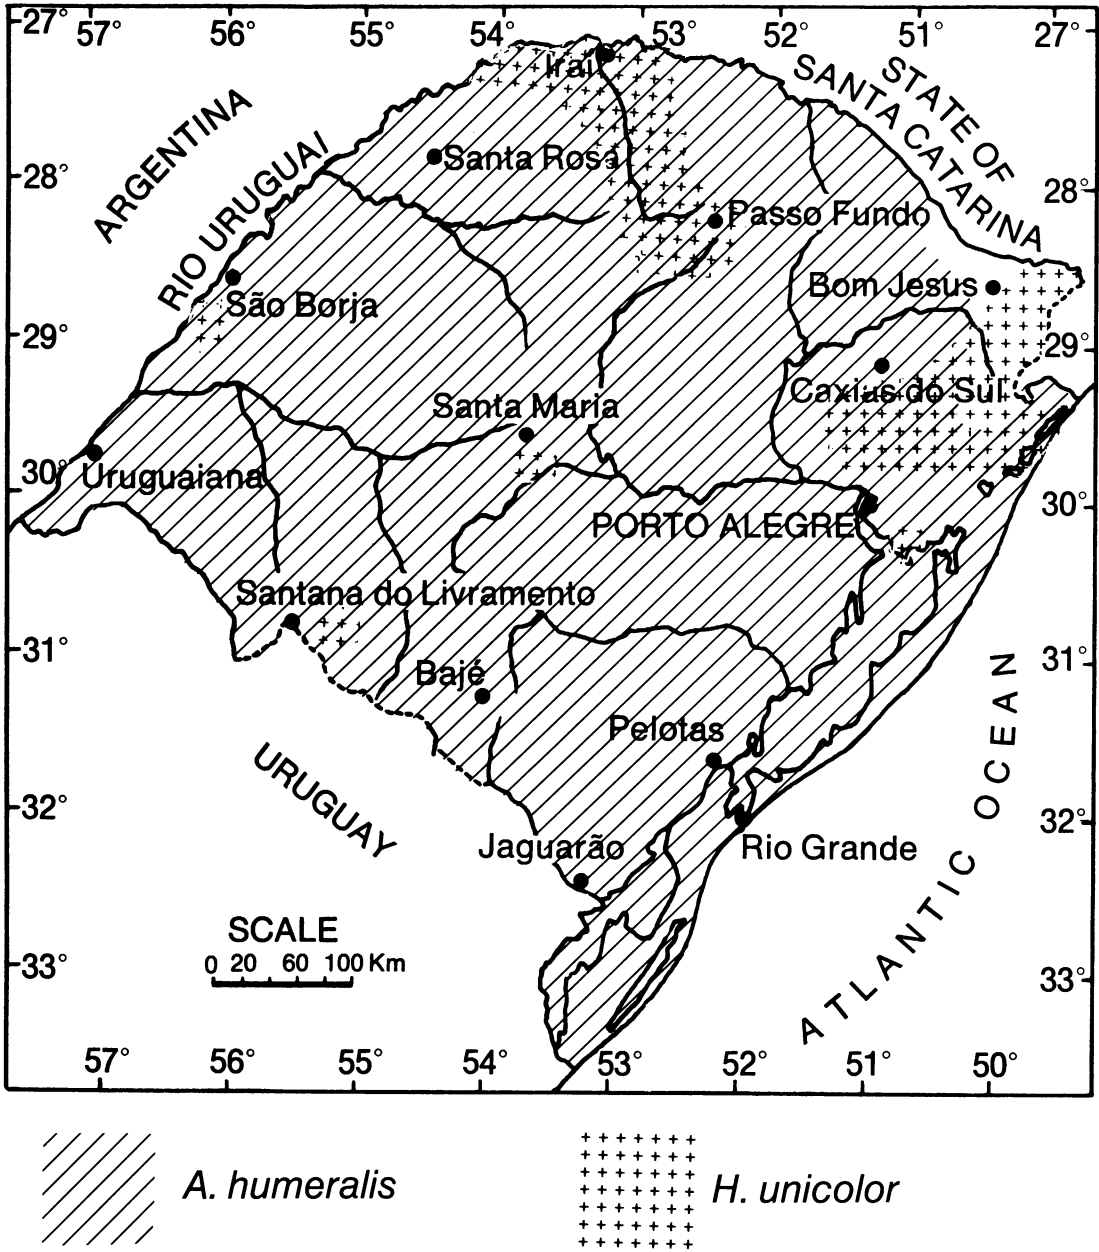 27°
57°
56°
55°
54°
53°
52°
51°
27°
Iraí
STATE OF
SANTA CATARINA
ARGENTINA
RIO URUGUAI
Santa Rosa
28°
28°
Passo Fundo
Bom Jesus
São Borja
29°
29°
Caxias do Sul
Santa Maria
30°
Uruguaiana
30°
PORTO ALEGRE
Santana do Livramento
31°
31°
Bajé
Pelotas
URUGUAY
ATLANTIC OCEAN
32°
32°
Jaguarão
Rio Grande
SCALE
0 20 60 100 Km
33°
33°
57°
56°
55°
54°
53°
52°
51°
50°
A. humeralis
H. unicolor